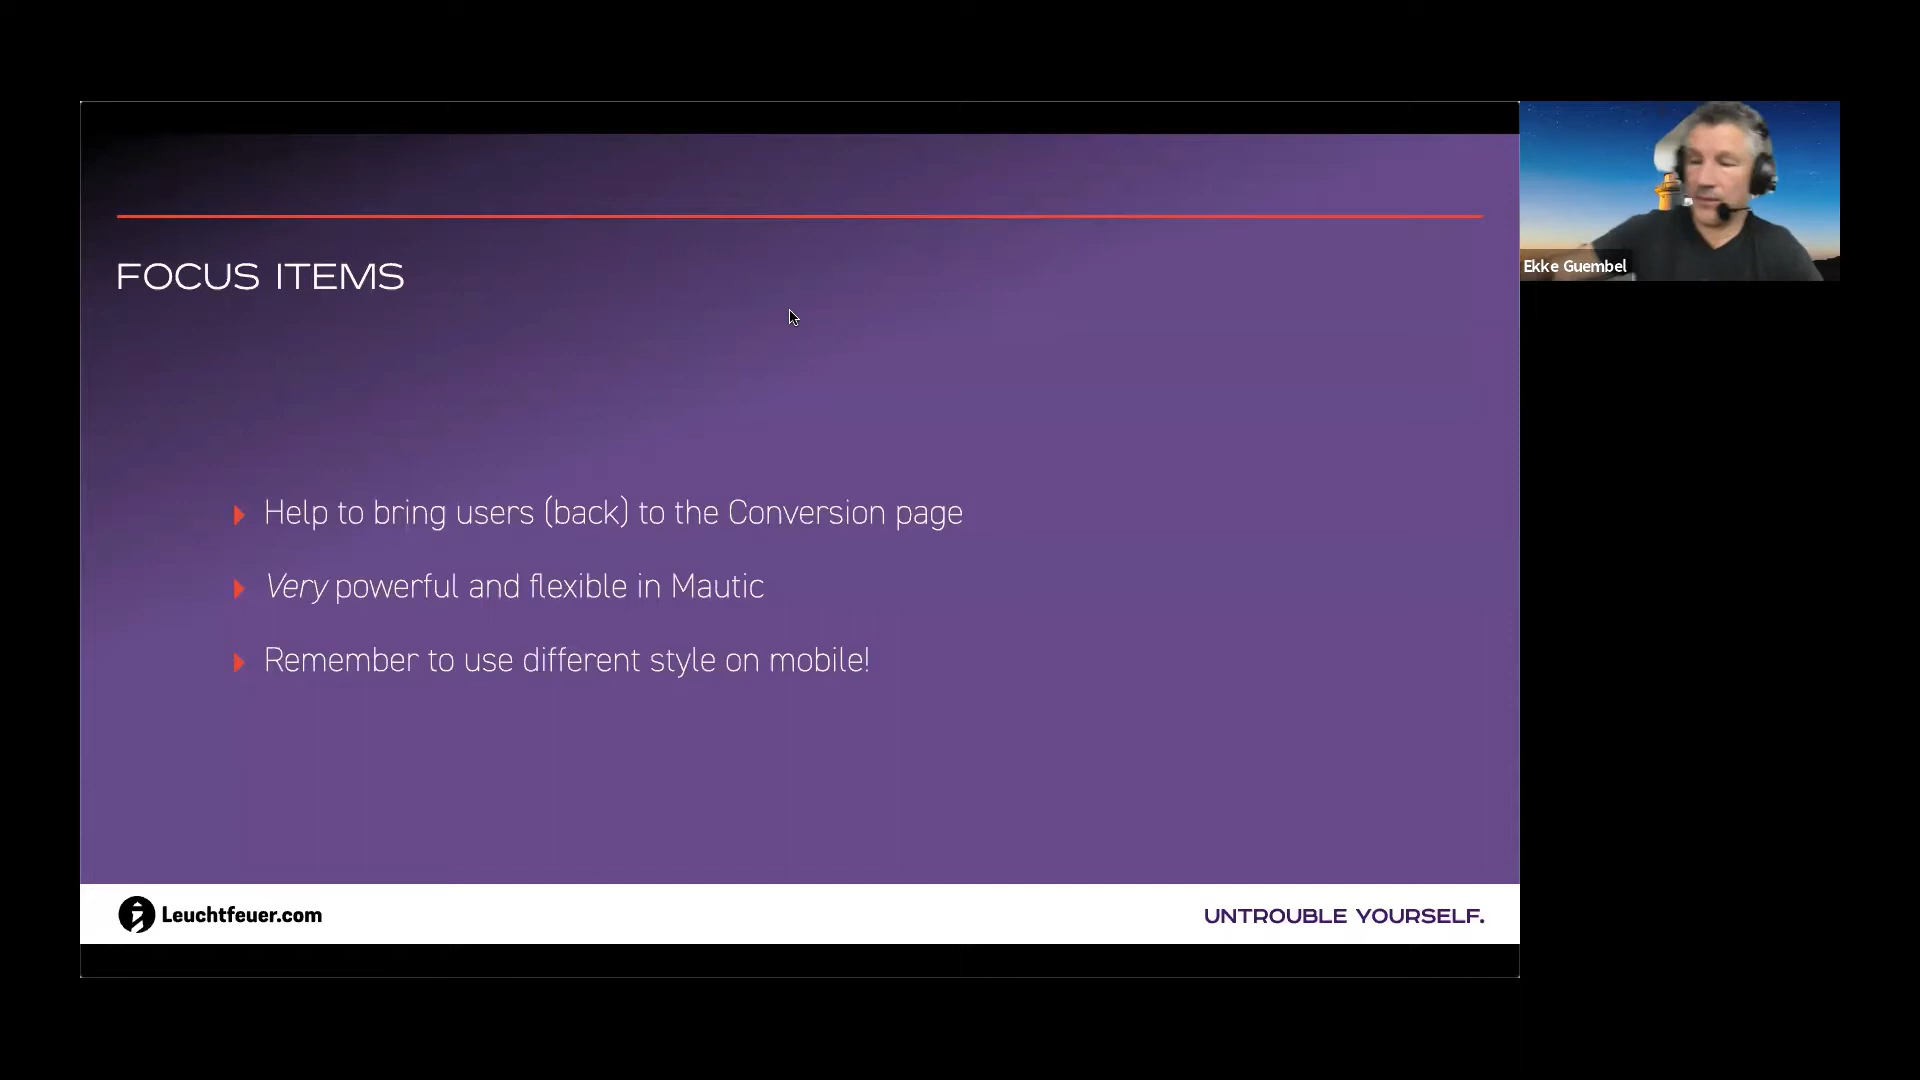 FOCUS ITEMS
Help to bring users (back) to the Conversion page
Very powerful and flexible in Mautic
Remember to use different style on mobile!
Leuchtfeuer.com
UNTROUBLE YOURSELF.
Ekke Guembel